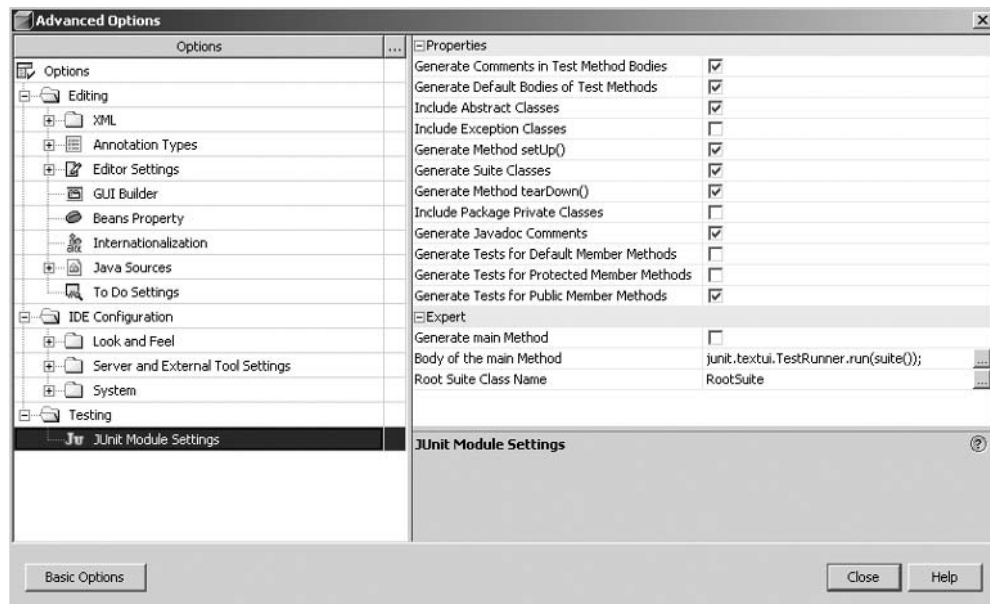 Advanced Options
Options
...
Options
Editing
XML
Annotation Types
Editor Settings
GUI Builder
Beans Property
Internationalization
Java Sources
To Do Settings
IDE Configuration
Look and Feel
Server and External Tool Settings
System
Testing
JUnit Module Settings
Properties
Generate Comments in Test Method Bodies
Generate Default Bodies of Test Methods
Include Abstract Classes
Include Exception Classes
Generate Method setUp()
Generate Suite Classes
Generate Method tearDown()
Include Package Private Classes
Generate Javadoc Comments
Generate Tests for Default Member Methods
Generate Tests for Protected Member Methods
Generate Tests for Public Member Methods
Expert
Generate main Method
Body of the main Method junit.textui.TestRunner.run(suite()); ...
Root Suite Class Name RootSuite ...
JUnit Module Settings
Basic Options
Close
Help